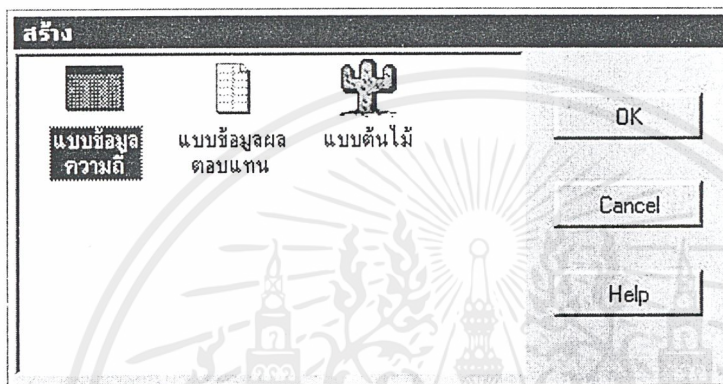 สร้าง
แบบข้อมูล
ความถี่
แบบข้อมูลผล
ตอบแทน
แบบต้นไม้
OK
Cancel
Help